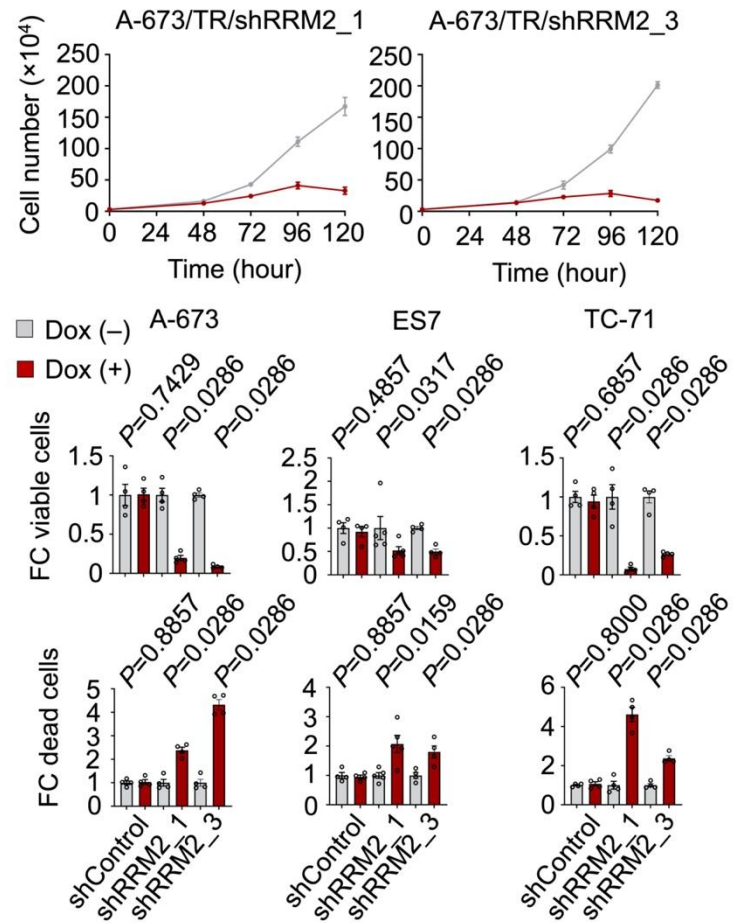 A-673/TR/shRRM2_1
A-673/TR/shRRM2_3
Cell number (×10⁴)
250
200
150
100
50
0
0 24 48 72 96 120
Time (hour)
250
200
150
100
50
0
0 24 48 72 96 120
Time (hour)
Dox (–)
Dox (+)
A-673
ES7
TC-71
FC viable cells
P=0.7429
P=0.0286
P=0.0286
1.5
1
0.5
0
P=0.4857
P=0.0317
P=0.0286
2.5
2.0
1.5
1.0
0.5
0
P=0.6857
P=0.0286
P=0.0286
1.5
1
0.5
0
FC dead cells
P=0.8857
P=0.0286
P=0.0286
5
4
3
2
1
0
shControl
shRRM2_1
shRRM2_3
P=0.8857
P=0.0159
P=0.0286
4
3
2
1
0
shControl
shRRM2_1
shRRM2_3
P=0.8000
P=0.0286
P=0.0286
6
4
2
0
shControl
shRRM2_1
shRRM2_3